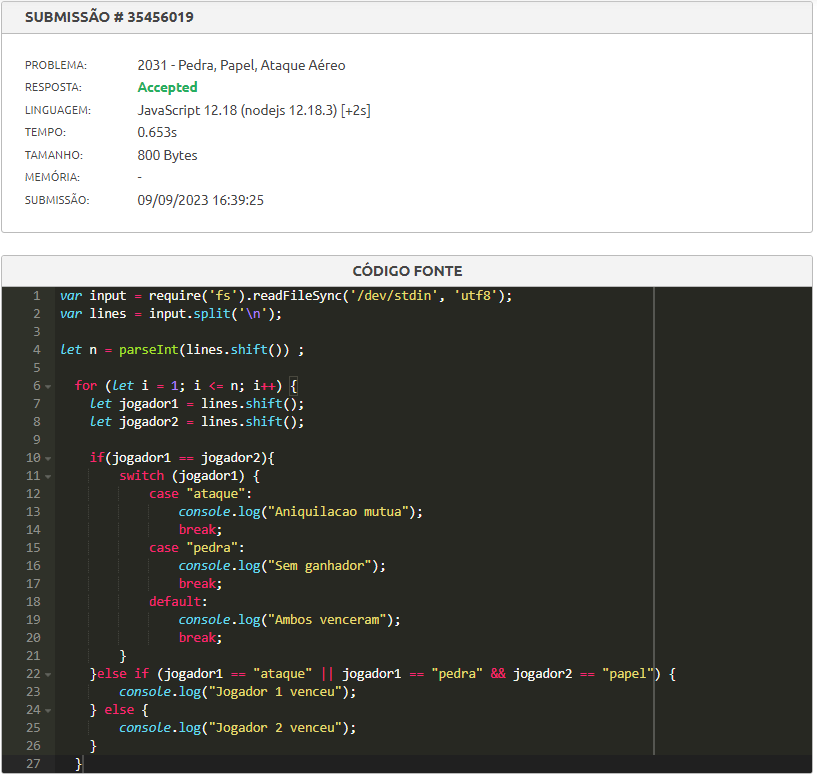 SUBMISSÃO # 35456019
PROBLEMA: 2031 - Pedra, Papel, Ataque Aéreo
RESPOSTA: Accepted
LINGUAGEM: JavaScript 12.18 (nodejs 12.18.3) [+2s]
TEMPO: 0.653s
TAMANHO: 800 Bytes
MEMÓRIA: -
SUBMISSÃO: 09/09/2023 16:39:25
CÓDIGO FONTE
1 var input = require('fs').readFileSync('/dev/stdin', 'utf8');
2 var lines = input.split('\n');
3
4 let n = parseInt(lines.shift()) ;
5
6 for (let i = 1; i <= n; i++) {
7 let jogador1 = lines.shift();
8 let jogador2 = lines.shift();
9
10 if(jogador1 == jogador2){
11 switch (jogador1) {
12 case "ataque":
13 console.log("Aniquilacao mutua");
14 break;
15 case "pedra":
16 console.log("Sem ganhador");
17 break;
18 default:
19 console.log("Ambos venceram");
20 break;
21 }
22 }else if (jogador1 == "ataque" || jogador1 == "pedra" && jogador2 == "papel") {
23 console.log("Jogador 1 venceu");
24 } else {
25 console.log("Jogador 2 venceu");
26 }
27 }